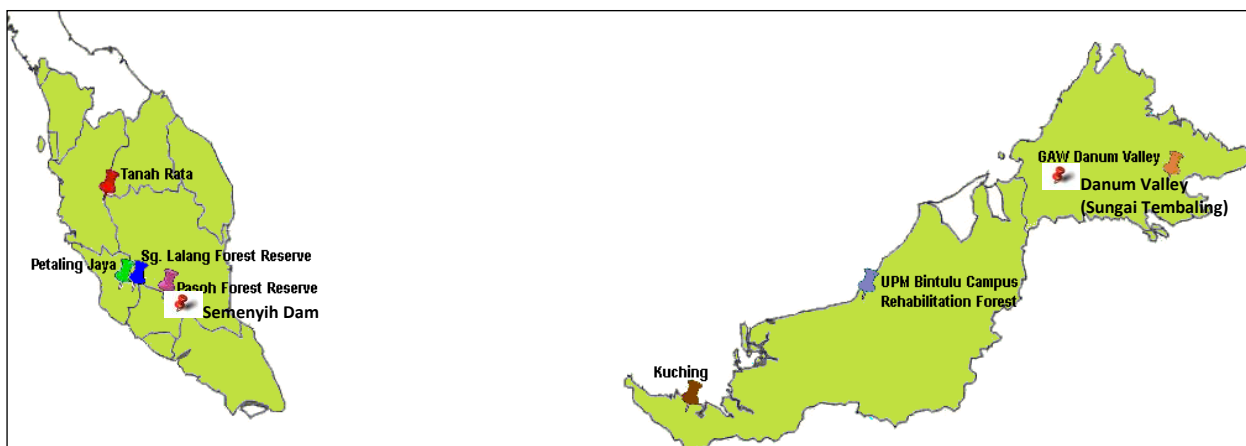 Tanah Rata
Sg. Lalang Forest Reserve
Petaling Jaya
Pasoh Forest Reserve
Semenyih Dam
GAW Danum Valley
Danum Valley
(Sungai Tembaling)
UPM Bintulu Campus
Rehabilitation Forest
Kuching